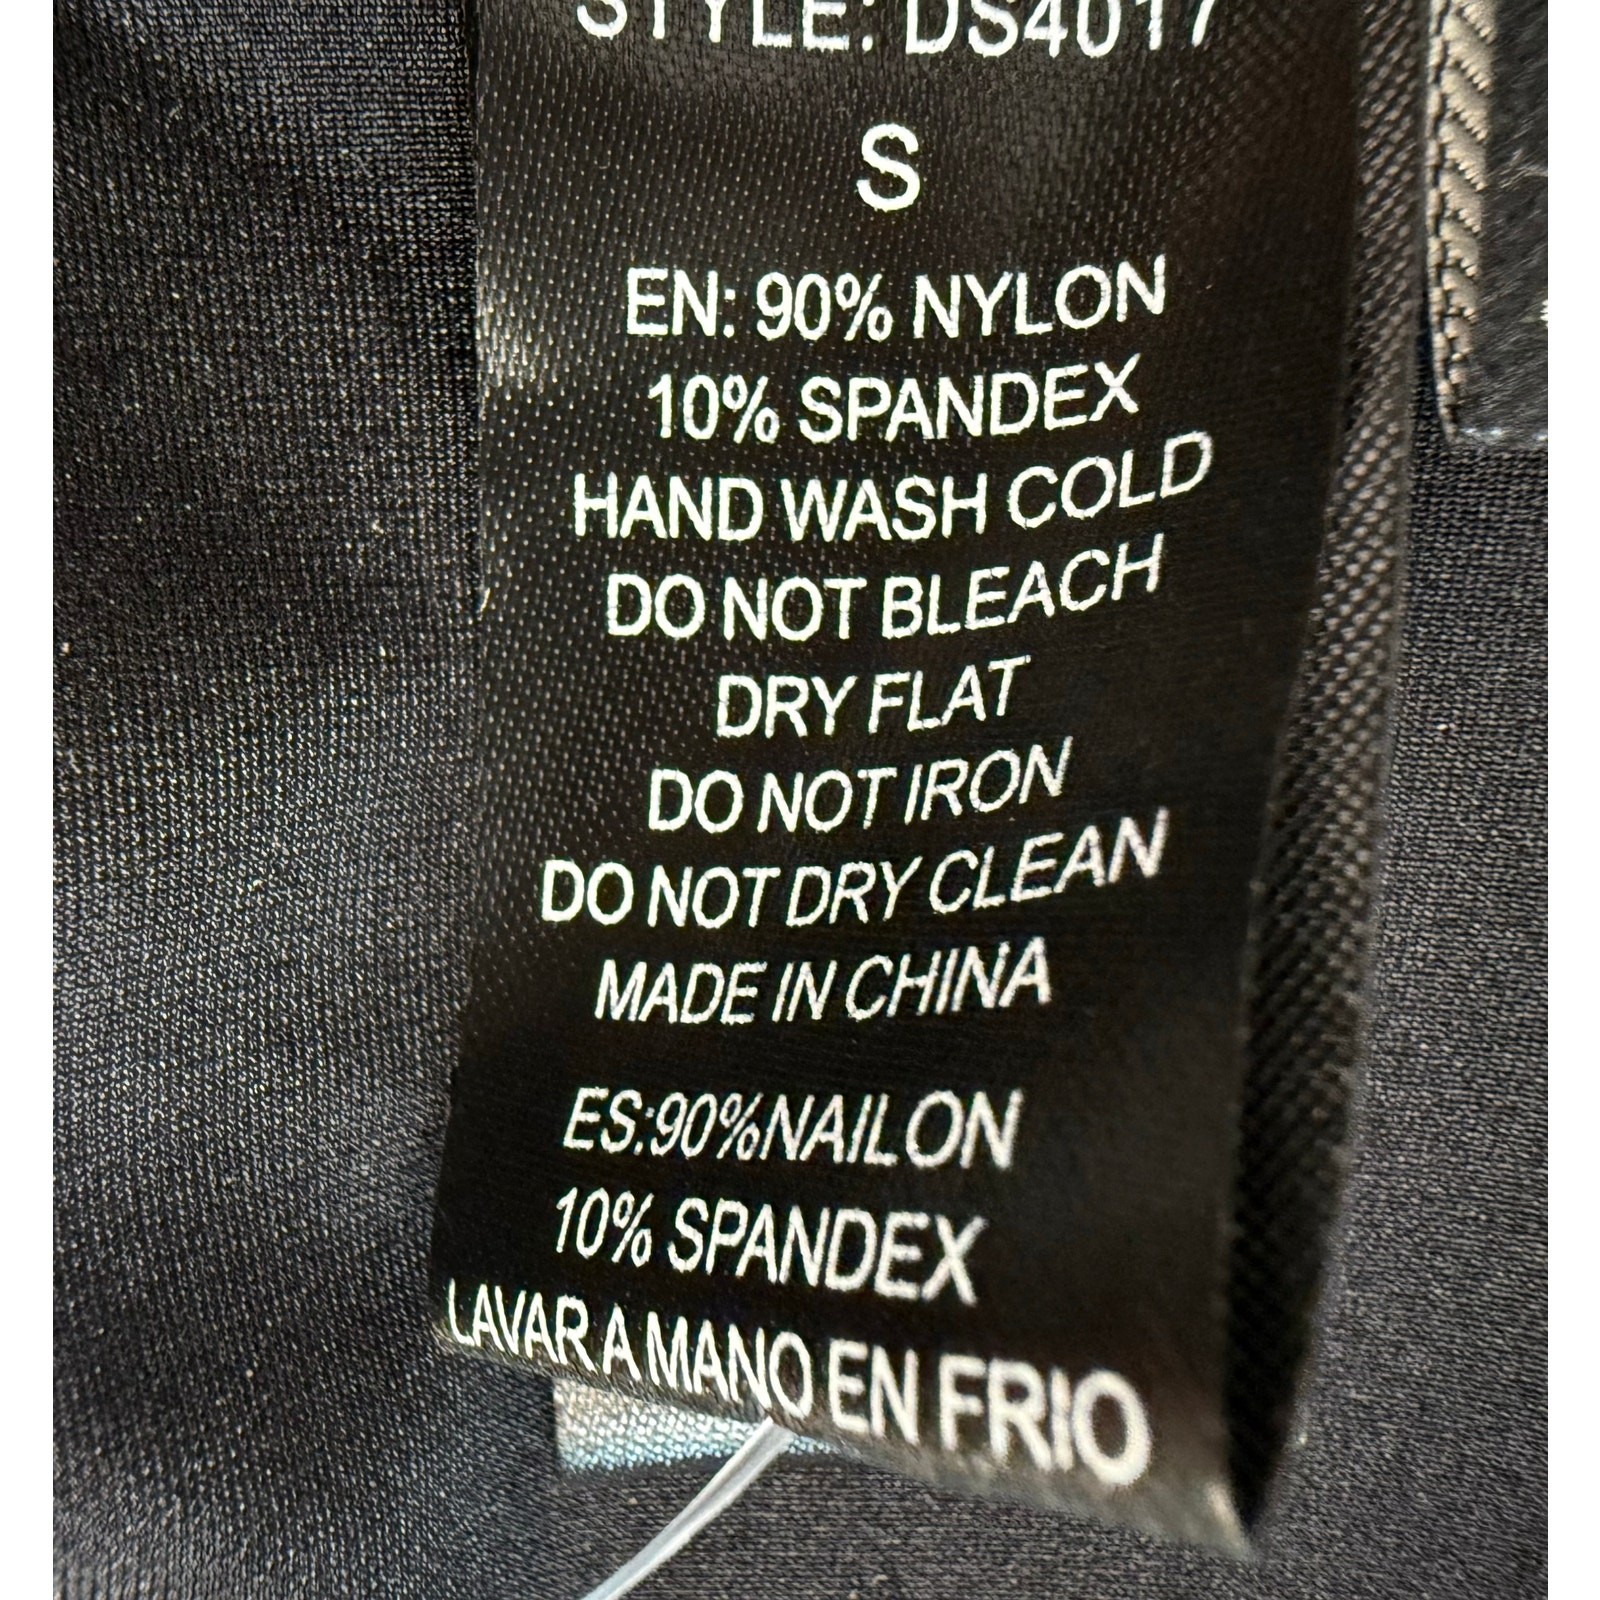 STYLE: DS4017
S
EN: 90% NYLON
10% SPANDEX
HAND WASH COLD
DO NOT BLEACH
DRY FLAT
DO NOT IRON
DO NOT DRY CLEAN
MADE IN CHINA
ES:90%NAILON
10% SPANDEX
LAVAR A MANO EN FRIO